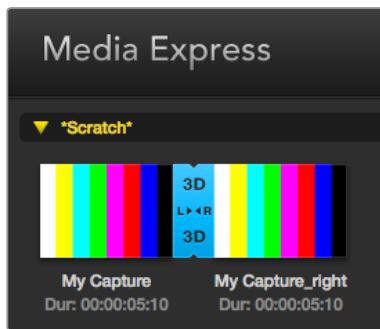 Media Express
*Scratch*
3D
L R
3D
My Capture
Dur: 00:00:05:10
My Capture_right
Dur: 00:00:05:10